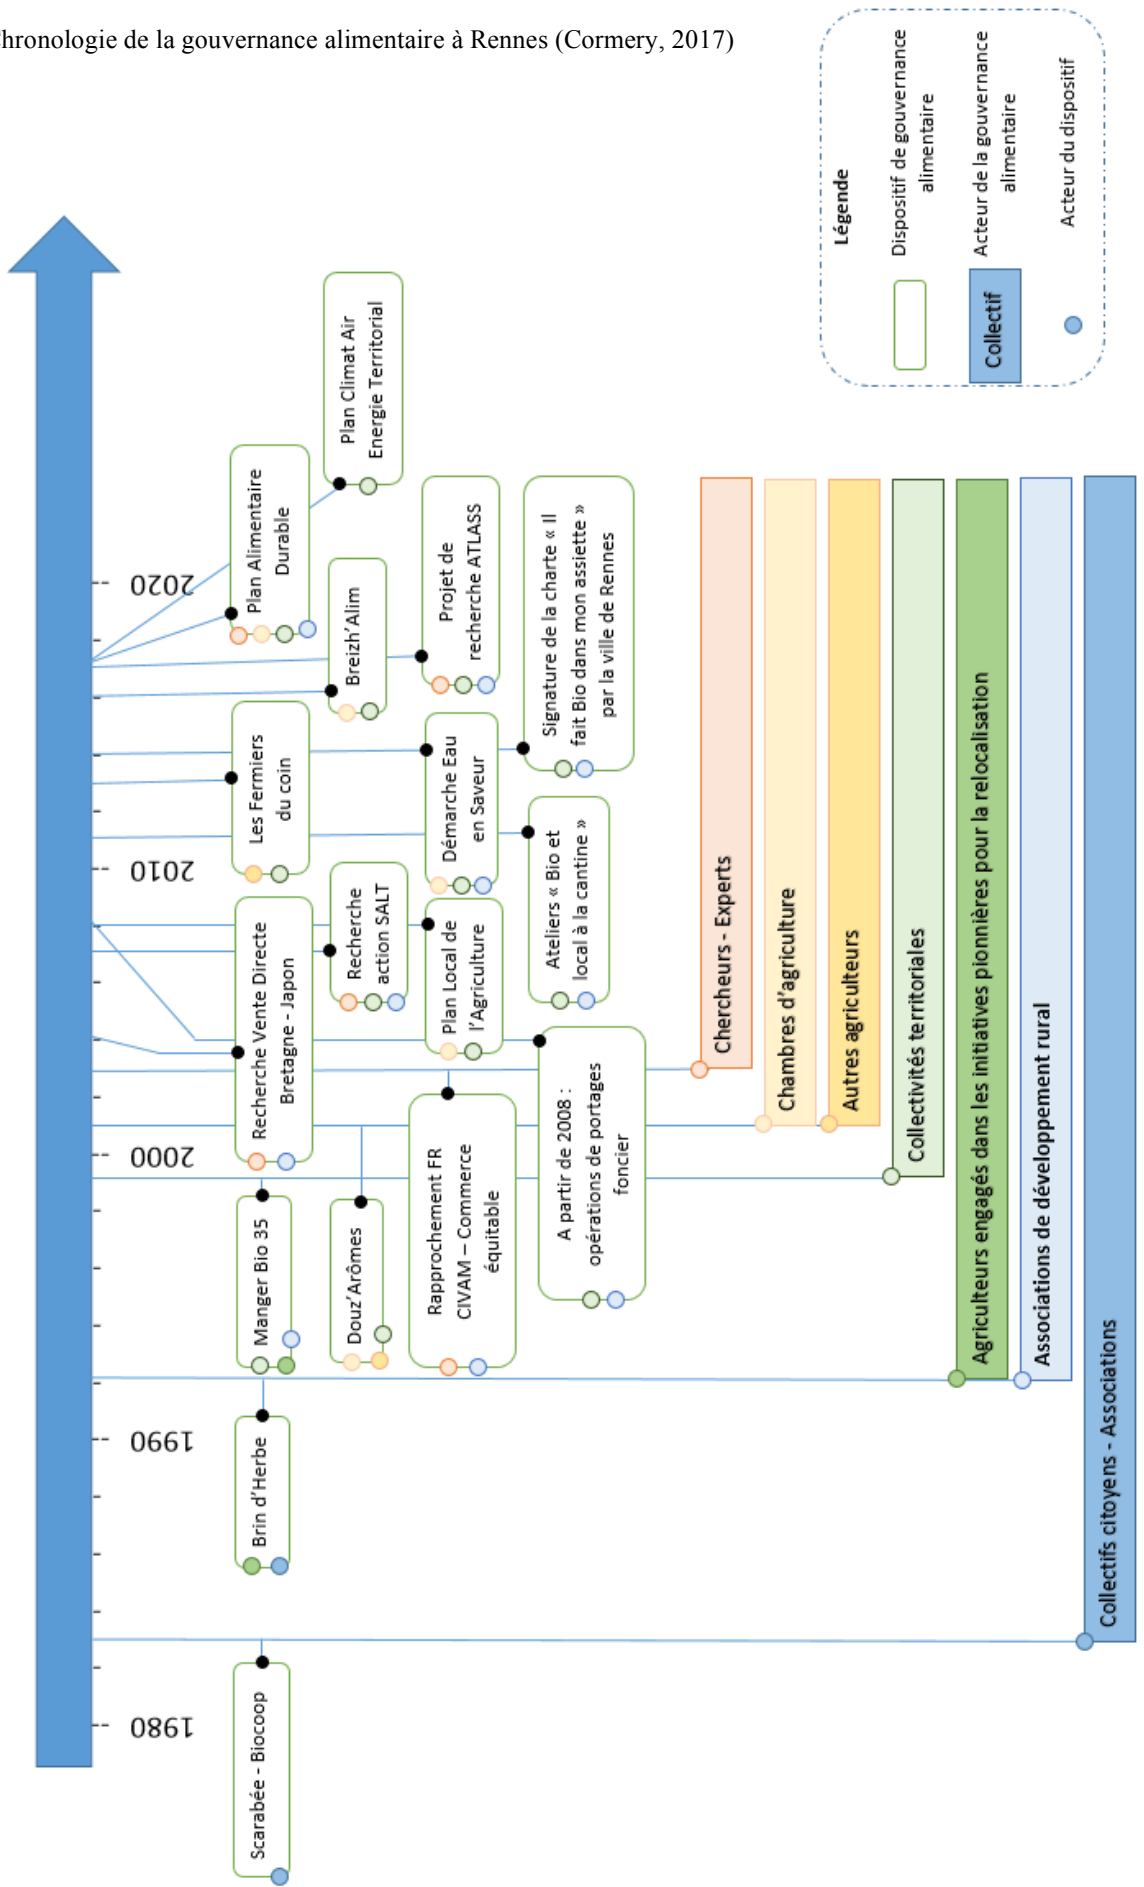 Chronologie de la gouvernance alimentaire à Rennes (Cormery, 2017)
1980
1990
2000
2010
2020
Scarabée - Biocoop
Brin d'Herbe
Manger Bio 35
Douz'Arômes
Rapprochement FR
CIVAM – Commerce
équitable
A partir de 2008 :
opérations de portages
foncier
Recherche Vente Directe
Bretagne - Japon
Recherche
action SALT
Plan Local de
l'Agriculture
Ateliers « Bio et
local à la cantine »
Les Fermiers
du coin
Démarche Eau
en Saveur
Signature de la charte « Il
fait Bio dans mon assiette »
par la ville de Rennes
Breizh'Alim
Projet de
recherche ATLASS
Plan Alimentaire
Durable
Plan Climat Air
Energie Territorial
Chercheurs - Experts
Chambres d'agriculture
Autres agriculteurs
Collectivités territoriales
Agriculteurs engagés dans les initiatives pionnières pour la relocalisation
Associations de développement rural
Collectifs citoyens - Associations
Légende
Dispositif de gouvernance
alimentaire
Collectif
Acteur de la gouvernance
alimentaire
Acteur du dispositif